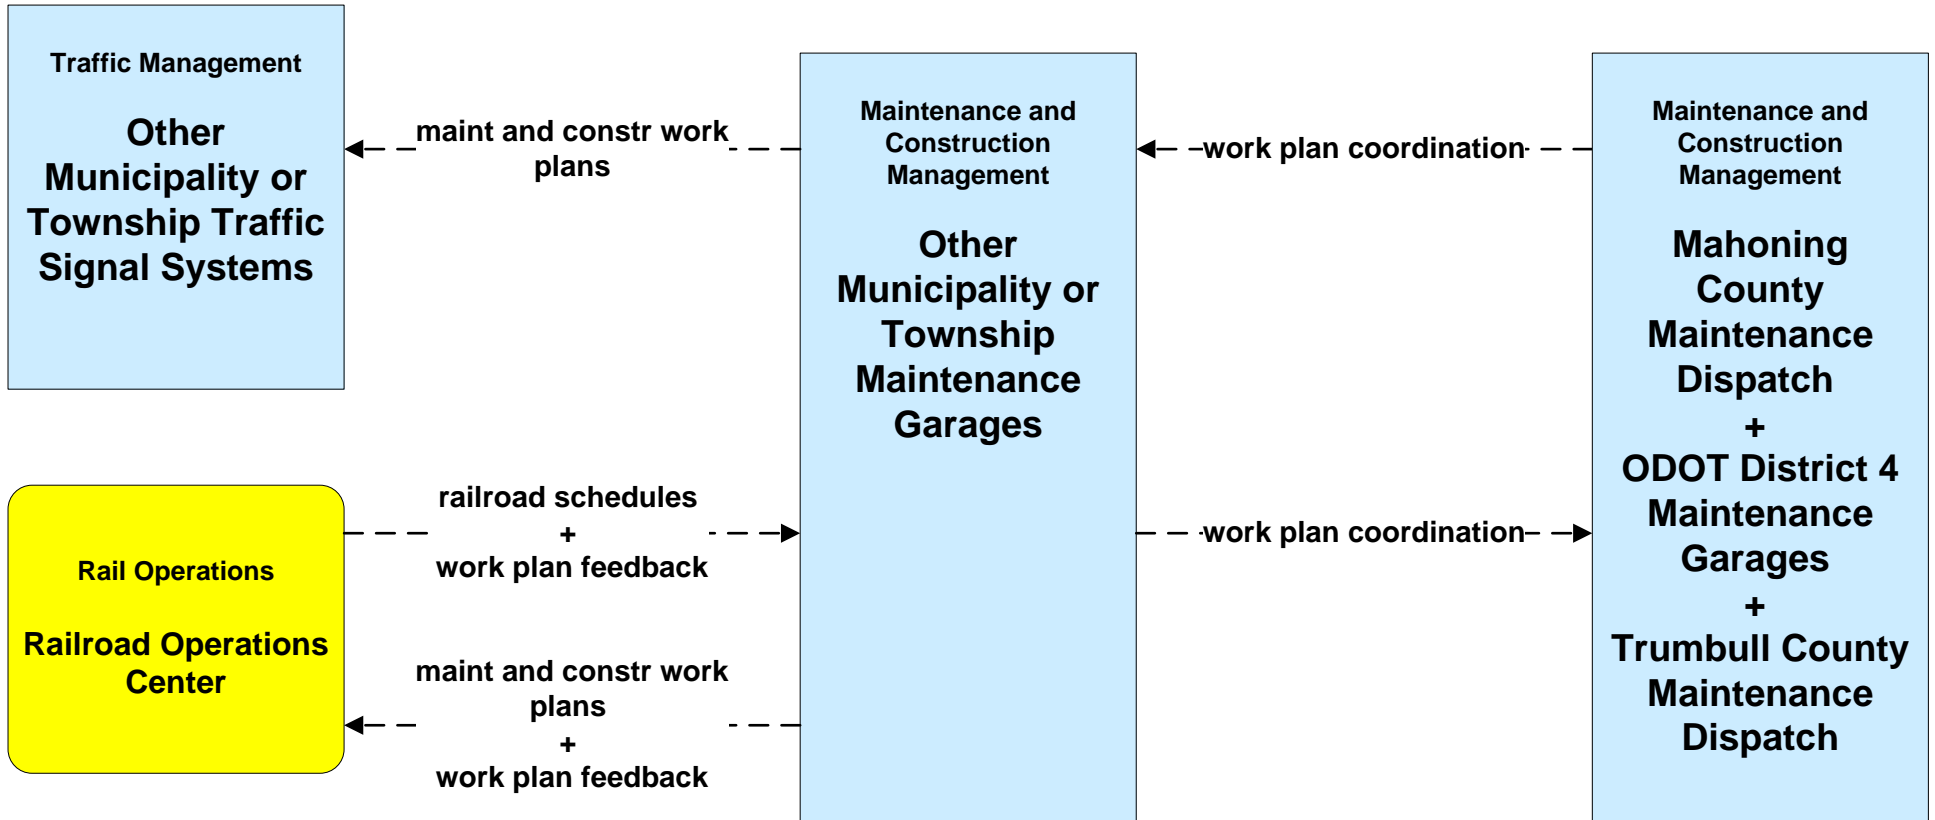 Traffic Management
Other
Municipality or
Township Traffic
Signal Systems
maint and constr work
plans
Maintenance and
Construction
Management
Other
Municipality or
Township
Maintenance
Garages
work plan coordination
Maintenance and
Construction
Management
Mahoning
County
Maintenance
Dispatch
+
ODOT District 4
Maintenance
Garages
+
Trumbull County
Maintenance
Dispatch
Rail Operations
Railroad Operations
Center
railroad schedules
+
work plan feedback
work plan coordination
maint and constr work
plans
+
work plan feedback